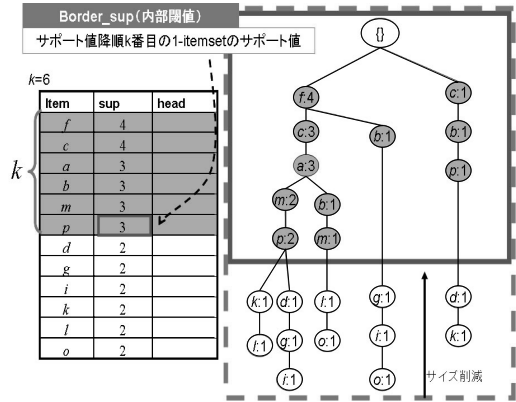 Border_sup(内部閾値)
サポート値降順k番目の1-itemsetのサポート値
k=6
Item sup head
f 4
c 4
a 3
b 3
m 3
p 3
d 2
g 2
i 2
k 2
l 2
o 2
k
{}
f:4
c:1
c:3
b:1
b:1
a:3
p:1
m:2
b:1
p:2
m:1
k:1
d:1
l:1
g:1
d:1
l:1
g:1
o:1
i:1
k:1
i:1
o:1
サイズ削減